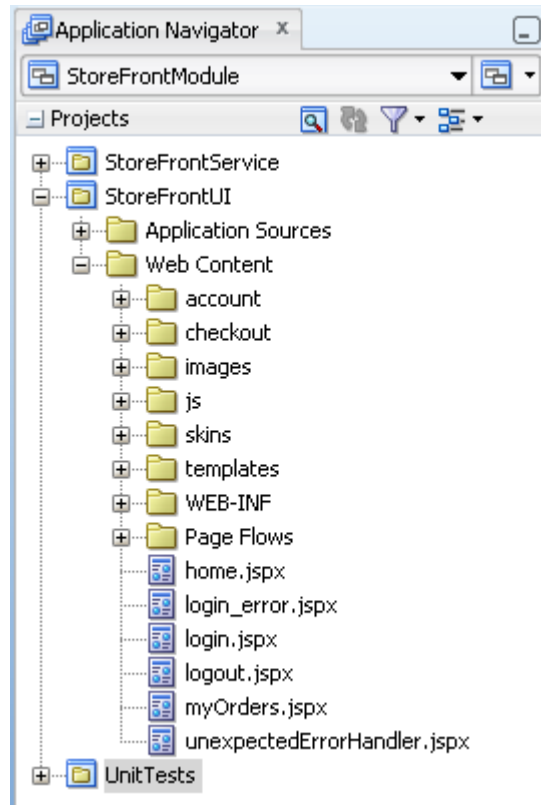 Application Navigator
StoreFrontModule
Projects
StoreFrontService
StoreFrontUI
Application Sources
Web Content
account
checkout
images
js
skins
templates
WEB-INF
Page Flows
home.jspx
login_error.jspx
login.jspx
logout.jspx
myOrders.jspx
unexpectedErrorHandler.jspx
UnitTests